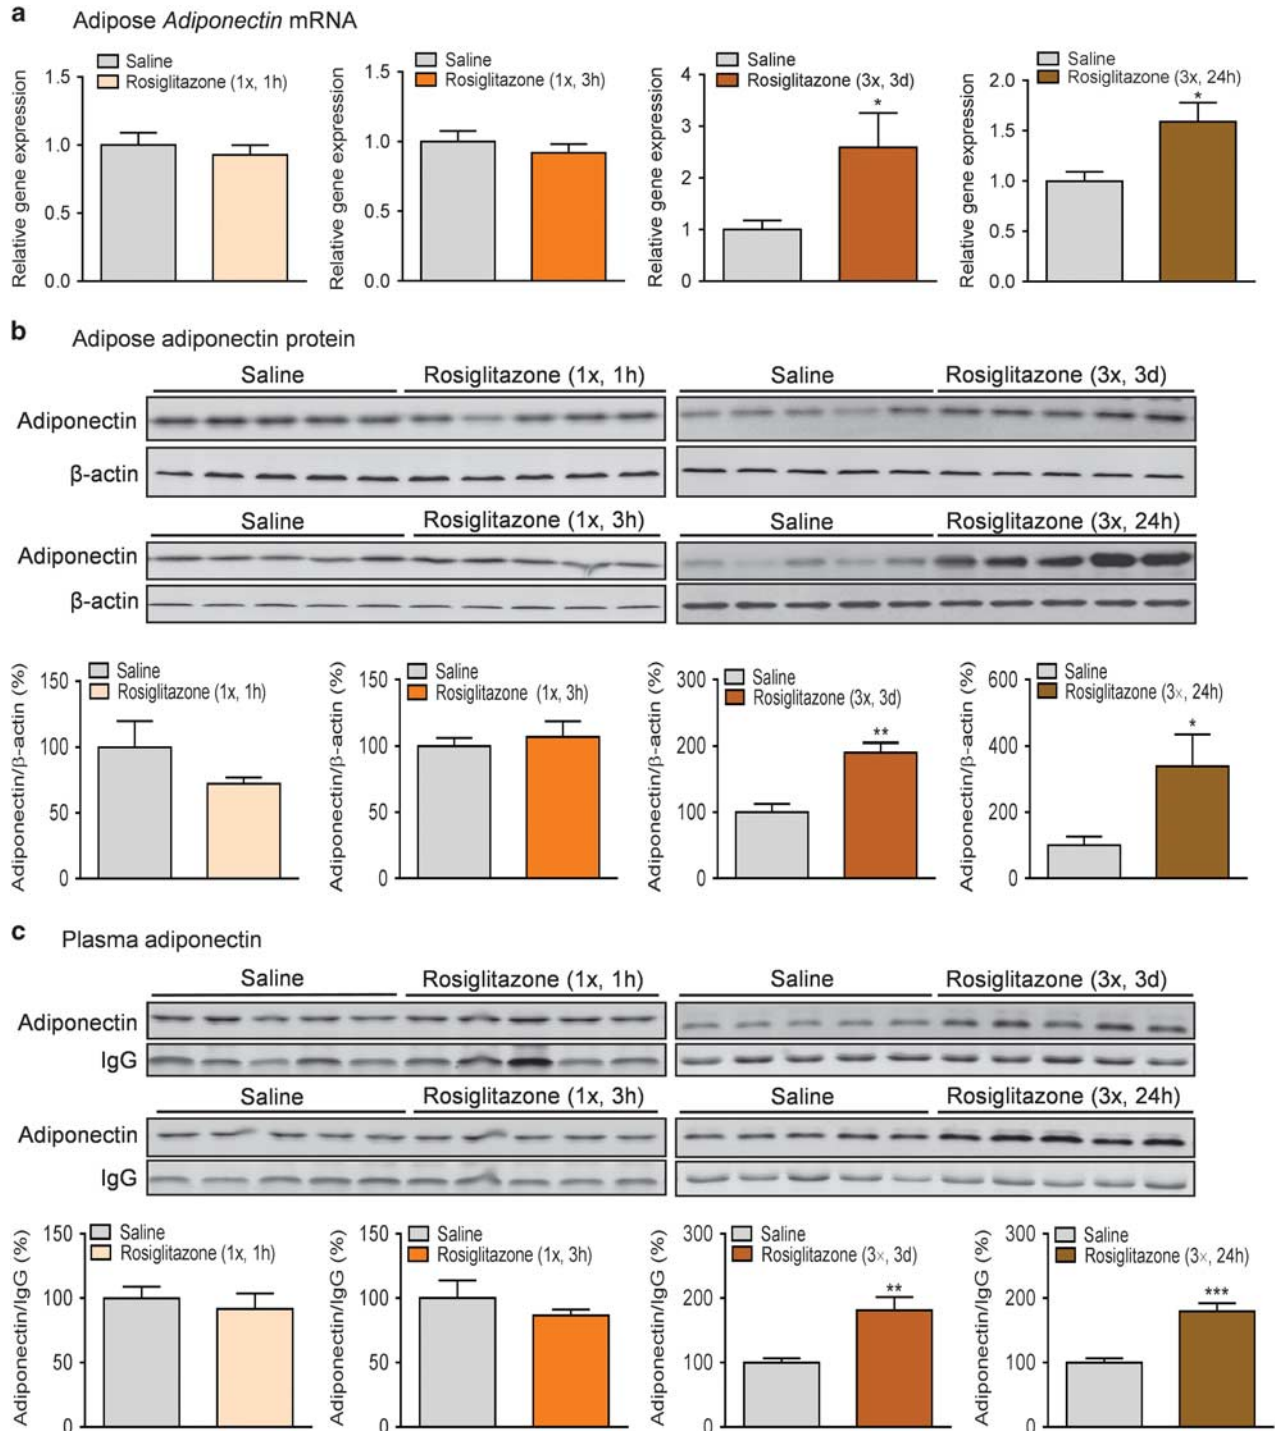 a Adipose Adiponectin mRNA
Relative gene expression
1.5
1.0
0.5
0.0
Saline
Rosiglitazone (1x, 1h)
Relative gene expression
1.5
1.0
0.5
0.0
Saline
Rosiglitazone (1x, 3h)
Relative gene expression
4
3
2
1
0
Saline
Rosiglitazone (3x, 3d)
*
Relative gene expression
2.0
1.5
1.0
0.5
0.0
Saline
Rosiglitazone (3x, 24h)
*
b Adipose adiponectin protein
Saline Rosiglitazone (1x, 1h) Saline Rosiglitazone (3x, 3d)
Adiponectin
β-actin
Saline Rosiglitazone (1x, 3h) Saline Rosiglitazone (3x, 24h)
Adiponectin
β-actin
Adiponectin/β-actin (%)
150
100
50
0
Saline
Rosiglitazone (1x, 1h)
Adiponectin/β-actin (%)
150
100
50
0
Saline
Rosiglitazone (1x, 3h)
Adiponectin/β-actin (%)
300
200
100
0
Saline
Rosiglitazone (3x, 3d)
**
Adiponectin/β-actin (%)
600
400
200
0
Saline
Rosiglitazone (3×, 24h)
*
c Plasma adiponectin
Saline Rosiglitazone (1x, 1h) Saline Rosiglitazone (3x, 3d)
Adiponectin
IgG
Saline Rosiglitazone (1x, 3h) Saline Rosiglitazone (3x, 24h)
Adiponectin
IgG
Adiponectin/IgG (%)
150
100
50
0
Saline
Rosiglitazone (1x, 1h)
Adiponectin/IgG (%)
150
100
50
0
Saline
Rosiglitazone (1x, 3h)
Adiponectin/IgG (%)
300
200
100
0
Saline
Rosiglitazone (3×, 3d)
**
Adiponectin/IgG (%)
300
200
100
0
Saline
Rosiglitazone (3×, 24h)
***